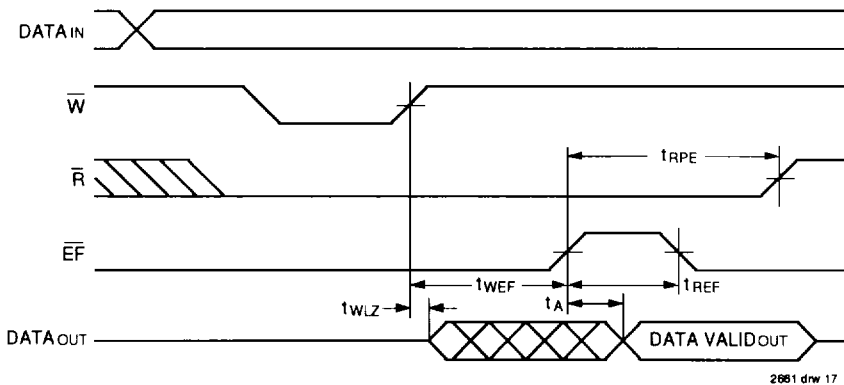 DATA IN
W
tRPE
R
EF
tWEF
tREF
tWLZ
tA
DATA OUT
DATA VALID OUT
2661 drw 17